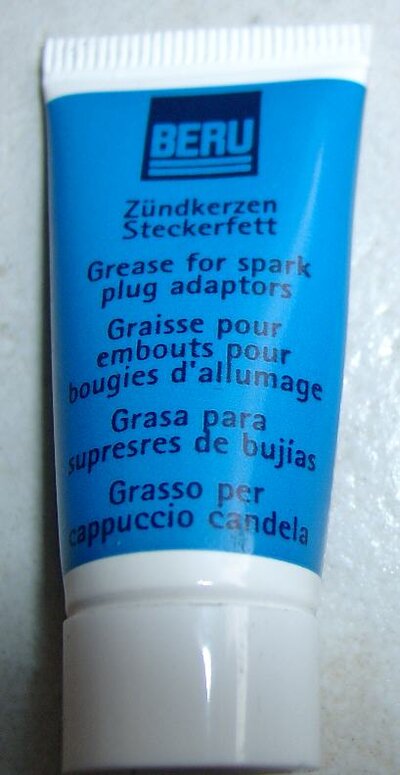 BERU
Zündkerzen
Steckerfett
Grease for spark
plug adaptors
Graisse pour
embouts pour
bougies d'allumage
Grasa para
supresres de bujías
Grasso per
cappuccio candela